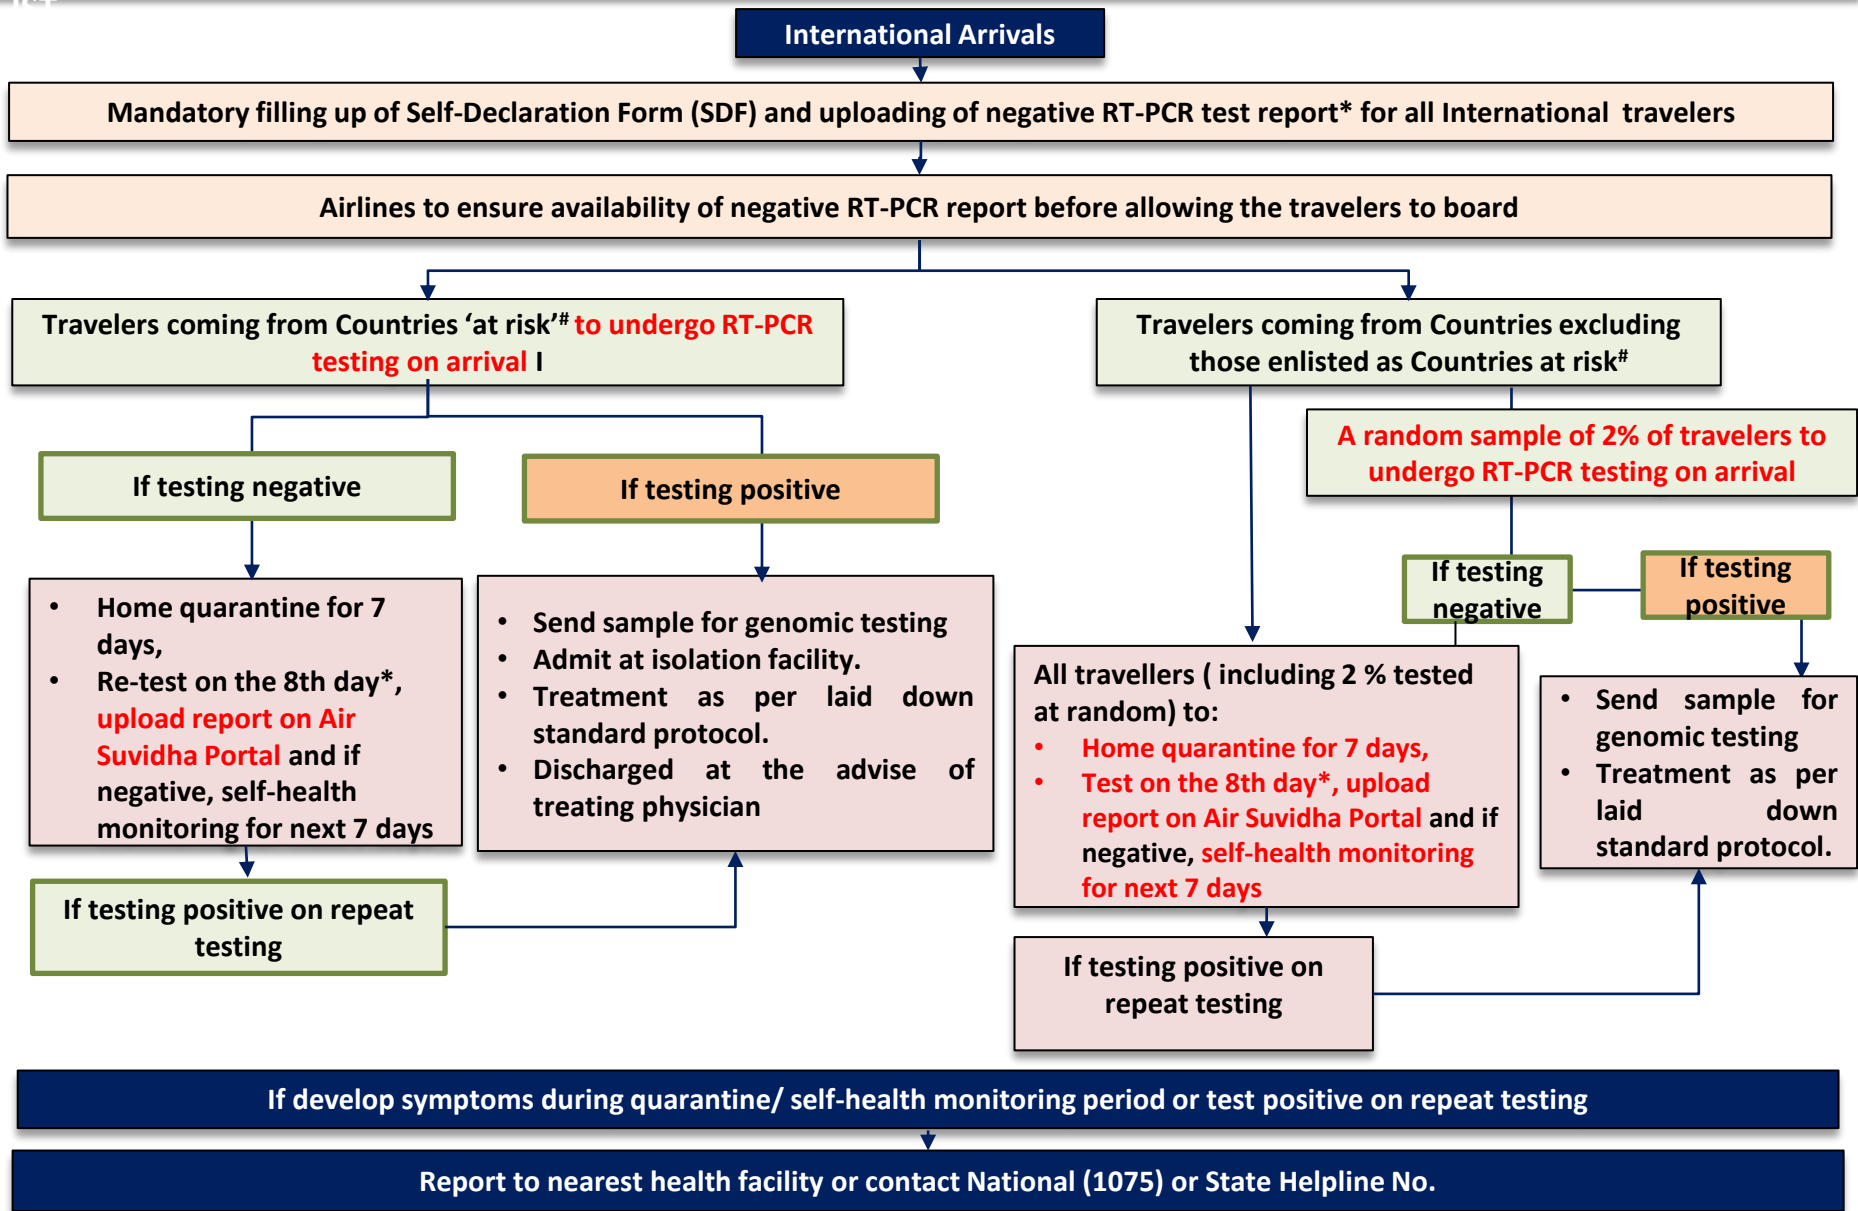 International Arrivals
Mandatory filling up of Self-Declaration Form (SDF) and uploading of negative RT-PCR test report* for all International travelers
Airlines to ensure availability of negative RT-PCR report before allowing the travelers to board
Travelers coming from Countries ‘at risk’# to undergo RT-PCR
testing on arrival I
Travelers coming from Countries excluding
those enlisted as Countries at risk#
A random sample of 2% of travelers to
undergo RT-PCR testing on arrival
If testing negative
If testing positive
If testing
negative
If testing
positive
• Home quarantine for 7
days,
• Re-test on the 8th day*,
upload report on Air
Suvidha Portal and if
negative, self-health
monitoring for next 7 days
• Send sample for genomic testing
• Admit at isolation facility.
• Treatment as per laid down
standard protocol.
• Discharged at the advise of
treating physician
All travellers ( including 2 % tested
at random) to:
• Home quarantine for 7 days,
• Test on the 8th day*, upload
report on Air Suvidha Portal and if
negative, self-health monitoring
for next 7 days
• Send sample for
genomic testing
• Treatment as per
laid down
standard protocol.
If testing positive on repeat
testing
If testing positive on
repeat testing
If develop symptoms during quarantine/ self-health monitoring period or test positive on repeat testing
Report to nearest health facility or contact National (1075) or State Helpline No.